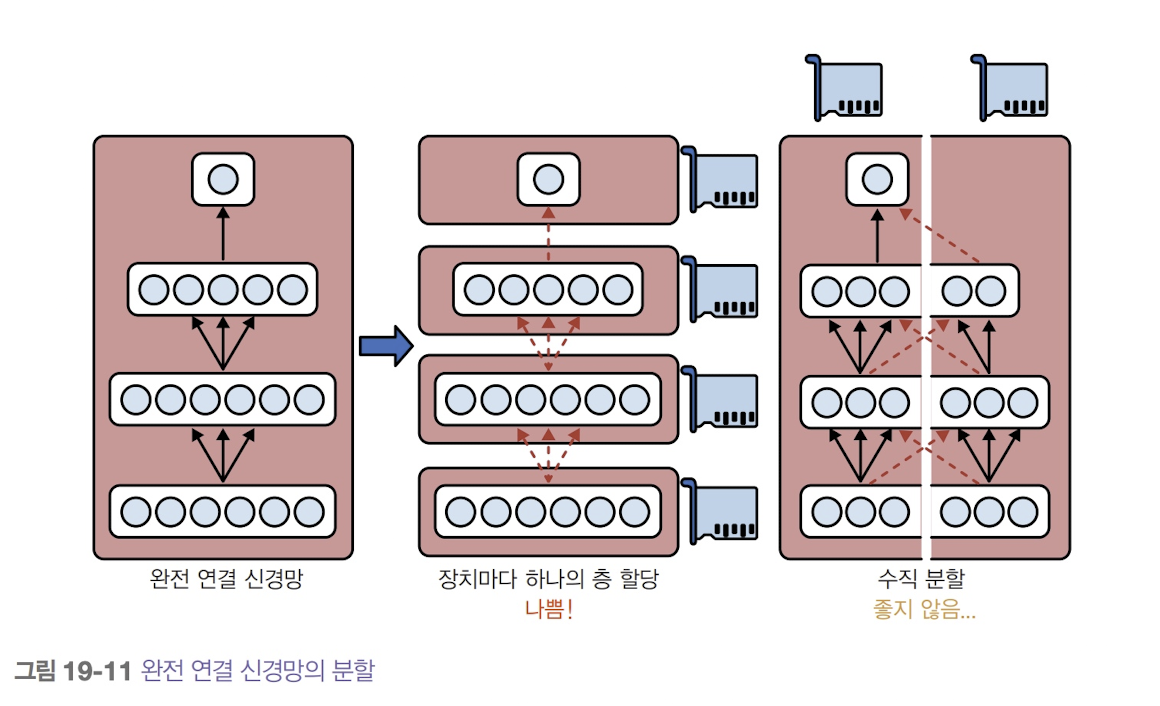 완전 연결 신경망
장치마다 하나의 층 할당
나쁨!
수직 분할
좋지 않음...
그림 19-11 완전 연결 신경망의 분할